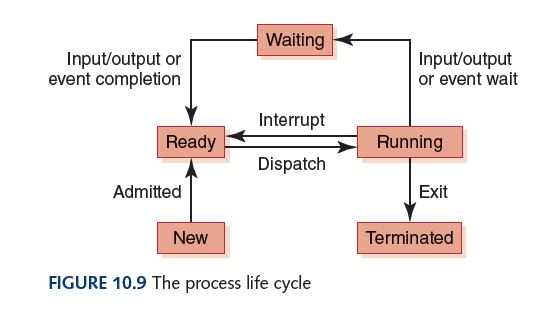 Waiting
Input/output or
event completion
Input/output
or event wait
Interrupt
Ready
Running
Dispatch
Admitted
Exit
New
Terminated
FIGURE 10.9 The process life cycle